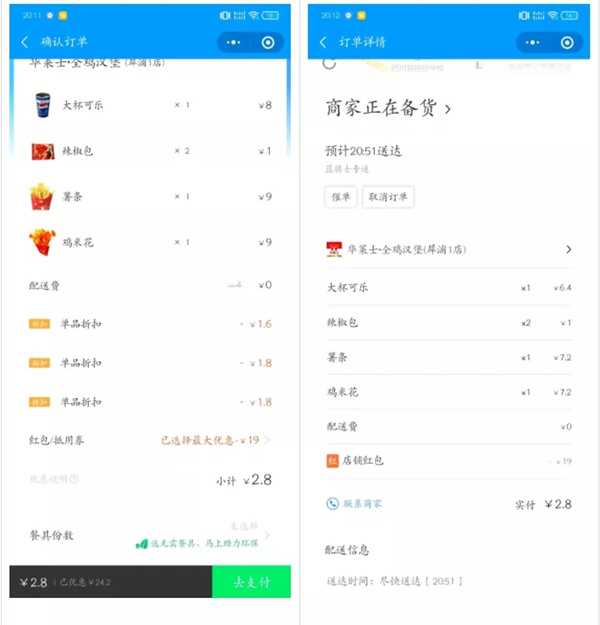 20:11
确认订单
华莱士•全鸡汉堡(犀浦1店)
大杯可乐 ×1 ¥8
辣椒包 ×2 ¥1
薯条 ×1 ¥9
鸡米花 ×1 ¥9
配送费 ¥0
折扣 单品折扣 - ¥1.6
折扣 单品折扣 - ¥1.8
折扣 单品折扣 - ¥1.8
红包/抵用券 已选择最大优惠-¥19
优惠说明
小计 ¥2.8
餐具份数 未选择
选无需餐具、马上助力环保
¥2.8 | 已优惠¥24.2 去支付
20:12
订单详情
商家正在备货
预计20:51送达
蓝骑士专送
催单 取消订单
华莱士•全鸡汉堡(犀浦1店)
大杯可乐 ×1 ¥6.4
辣椒包 ×2 ¥1
薯条 ×1 ¥7.2
鸡米花 ×1 ¥7.2
配送费 ¥0
红 店铺红包 - ¥19
联系商家 实付 ¥2.8
配送信息
送达时间：尽快送达[20:51]